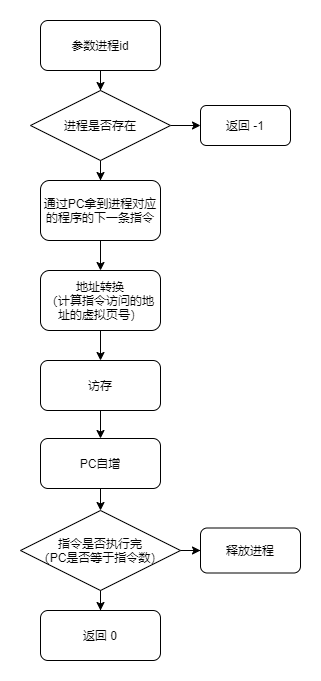 参数进程id
进程是否存在
返回 -1
通过PC拿到进程对应
的程序的下一条指令
地址转换
（计算指令访问的地
址的虚拟页号）
访存
PC自增
指令是否执行完
（PC是否等于指令数）
释放进程
返回 0